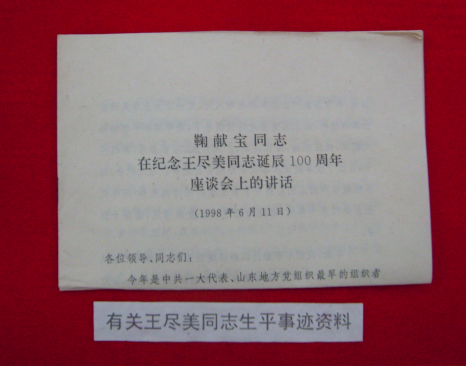 鞠献宝同志
在纪念王尽美同志诞辰100周年
座谈会上的讲话
（1998年6月11日）
各位领导、同志们：
今年是中共一大代表、山东地方党组织最早的组织者
有关王尽美同志生平事迹资料